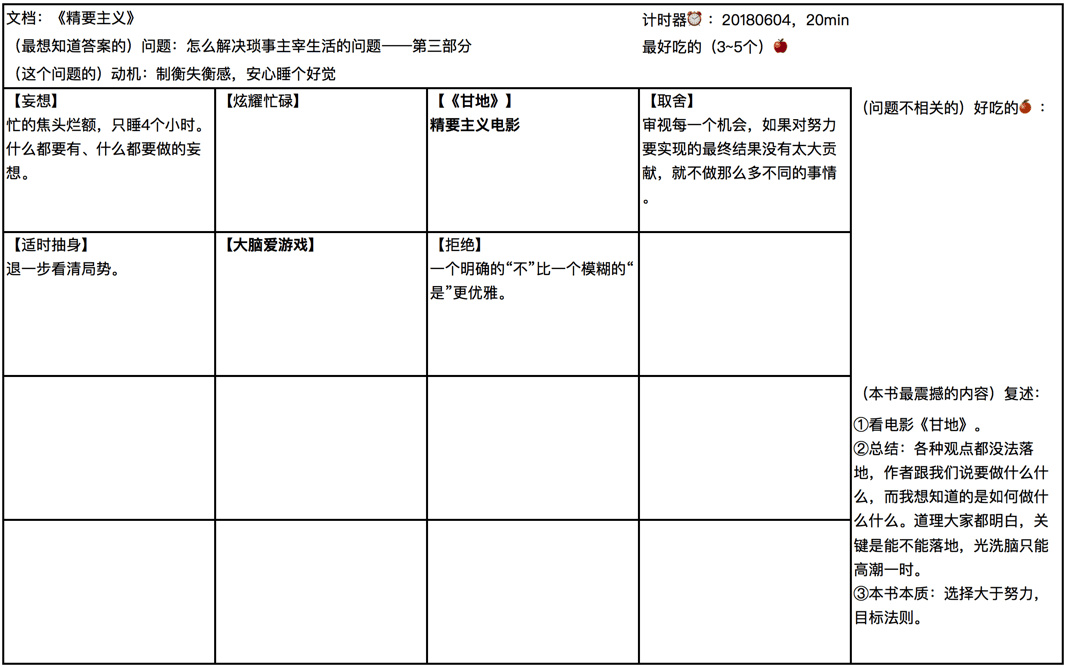 文档：《精要主义》
计时器⏰：20180604，20min
（最想知道答案的）问题：怎么解决琐事主宰生活的问题——第三部分
最好吃的（3~5个）🍎
（这个问题的）动机：制衡失衡感，安心睡个好觉
【妄想】
忙的焦头烂额，只睡4个小时。
什么都要有、什么都要做的妄
想。
【炫耀忙碌】
【《甘地》】
精要主义电影
【取舍】
审视每一个机会，如果对努力
要实现的最终结果没有太大贡
献，就不做那么多不同的事情
。
（问题不相关的）好吃的🍎：
【适时抽身】
退一步看清局势。
【大脑爱游戏】
【拒绝】
一个明确的“不”比一个模糊的“
是”更优雅。
（本书最震撼的内容）复述：
①看电影《甘地》。
②总结：各种观点都没法落
地，作者跟我们说要做什么什
么，而我想知道的是如何做什
么什么。道理大家都明白，关
键是能不能落地，光洗脑只能
高潮一时。
③本书本质：选择大于努力，
目标法则。